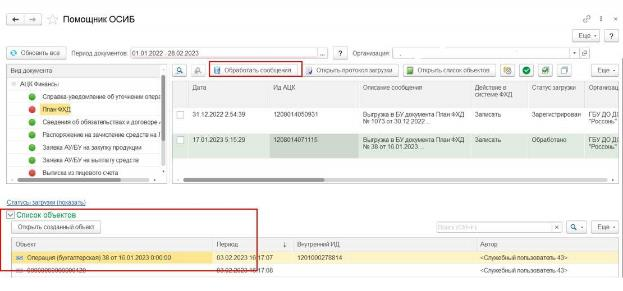 Помощник ОСИБ
Еще
?
Обновить все
Период документов: 01.01.2022 - 28.02.2023
...
?
Организация:
Вид документа
АЦК Финансы
Справка-уведомление об уточнении опера
План ФХД
Сведения об обязательствах и договоре
Распоряжение на зачисление средств на
Заявка АУ/БУ на закупку продукции
Заявка АУ/БУ на выплату средств
Выписка из лицевого счета
Обработать сообщения
Открыть протокол загрузки
Открыть список объектов
Еще
Дата
Ид АЦК
Описание сообщения
Действие в системе ФХД
Статус загрузки
Организац
31.12.2022 2:54:39
1208014050931
Выгрузка в БУ документа План ФХД № 1073 от 30.12.2022...
Записать
Зарегистрирован
ГБУ ДО ДО "Россонь"
17.01.2023 5:15:29
1208014071115
Выгрузка в БУ документа План ФХД № 38 от 16.01.2023...
Записать
Обработано
ГБУ ДО ДО "Россонь"
Статусы загрузки (показать)
Список объектов
Открыть созданный объект
Поиск (Ctrl+F)
Еще
Объект
Период
Внутренний ИД
Автор
Операция (бухгалтерская) 38 от 16.01.2023 0:00:00
03.02.2023 16:17:07
1201000278814
<Служебный пользователь 43>
03.02.2023 16:17:08
<Служебный пользователь 43>